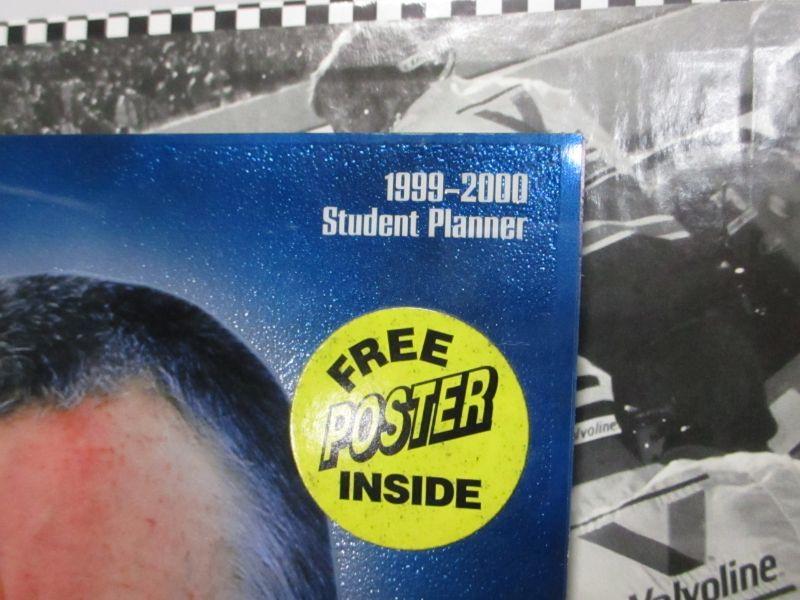 1999-2000
Student Planner
FREE
POSTER
INSIDE
Valvoline
Valvoline